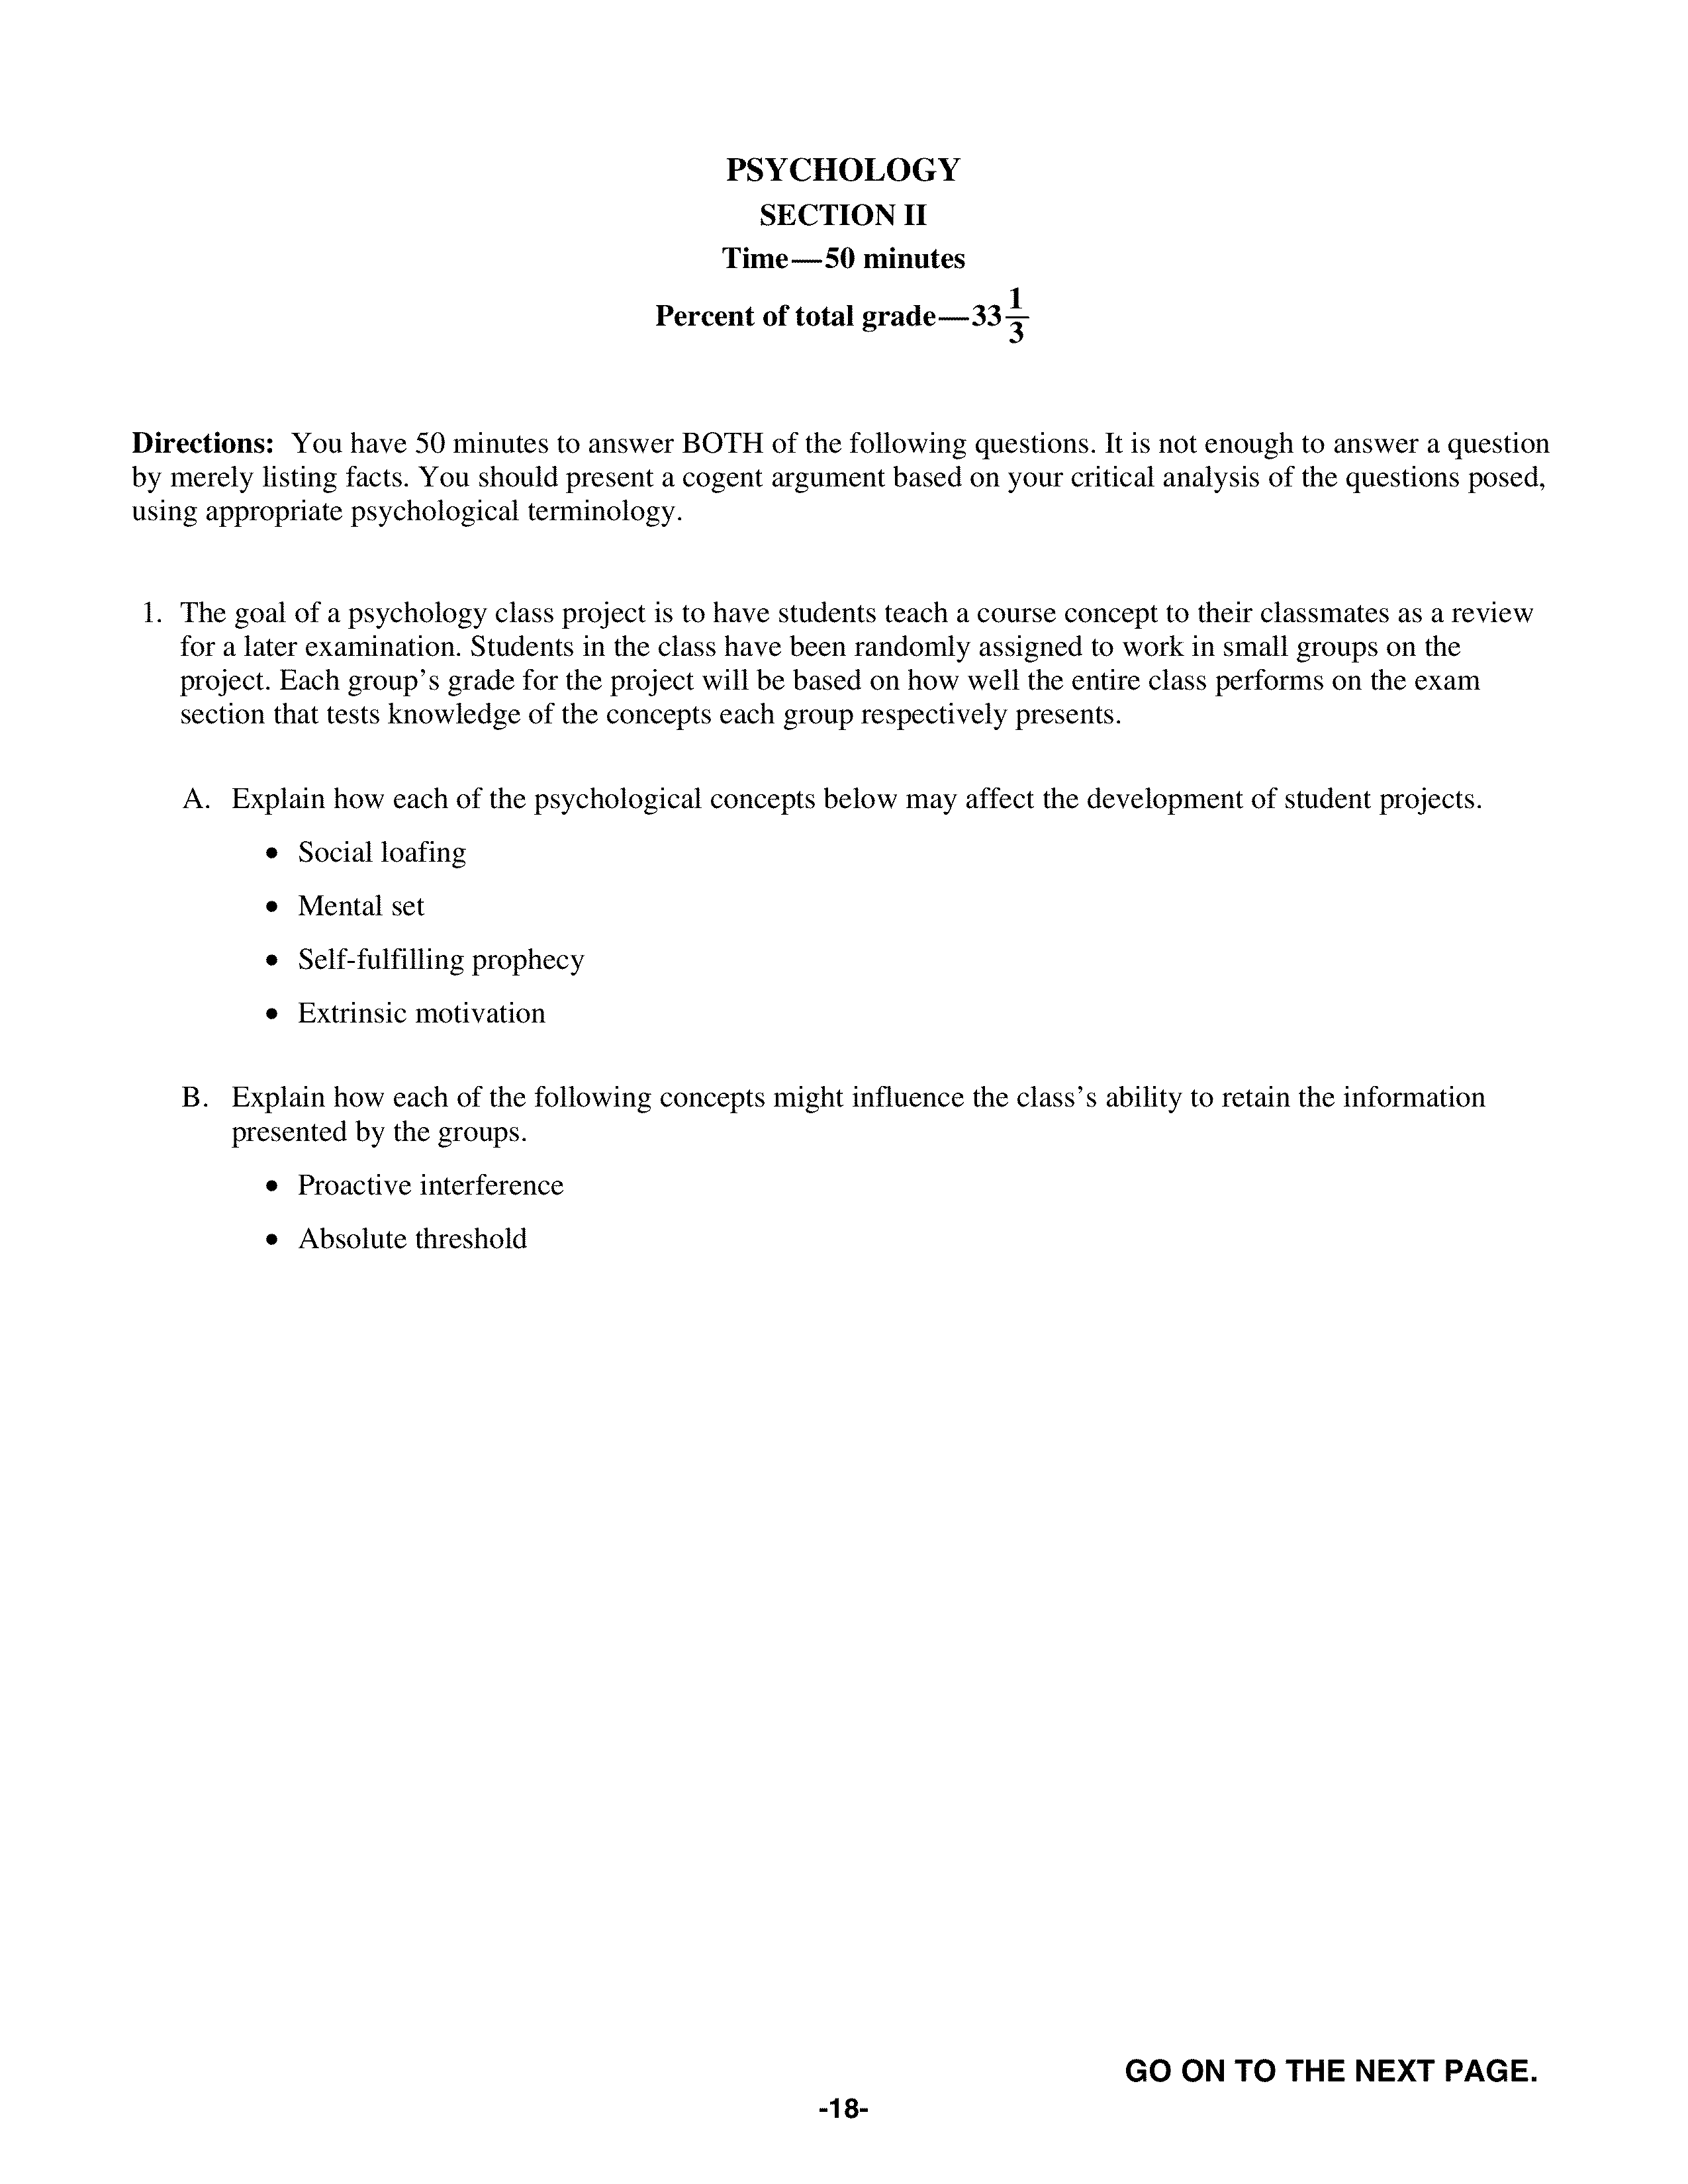 PSYCHOLOGY
SECTION II
Time—50 minutes
Percent of total grade—33 1/3
Directions: You have 50 minutes to answer BOTH of the following questions. It is not enough to answer a question
by merely listing facts. You should present a cogent argument based on your critical analysis of the questions posed,
using appropriate psychological terminology.
1. The goal of a psychology class project is to have students teach a course concept to their classmates as a review
for a later examination. Students in the class have been randomly assigned to work in small groups on the
project. Each group's grade for the project will be based on how well the entire class performs on the exam
section that tests knowledge of the concepts each group respectively presents.
A. Explain how each of the psychological concepts below may affect the development of student projects.
• Social loafing
• Mental set
• Self-fulfilling prophecy
• Extrinsic motivation
B. Explain how each of the following concepts might influence the class's ability to retain the information
presented by the groups.
• Proactive interference
• Absolute threshold
GO ON TO THE NEXT PAGE.
-18-